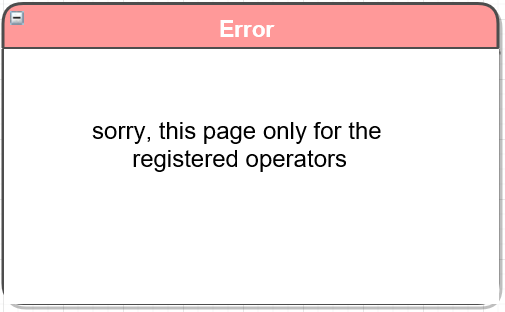 Error
sorry, this page only for the
registered operators